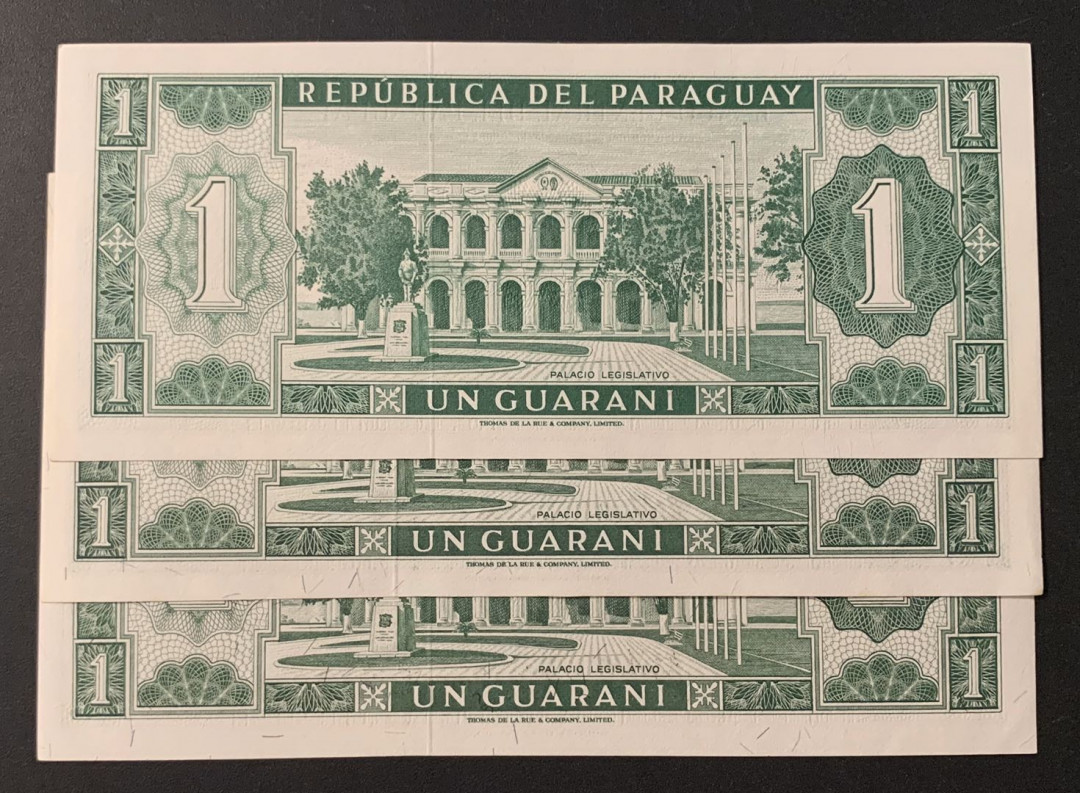 1 REPÚBLICA DEL PARAGUAY 1
1 1
PALACIO LEGISLATIVO
1 UN GUARANI 1
THOMAS DE LA RUE & COMPANY, LIMITED.
PALACIO LEGISLATIVO
1 UN GUARANI 1
THOMAS DE LA RUE & COMPANY, LIMITED.
PALACIO LEGISLATIVO
1 UN GUARANI 1
THOMAS DE LA RUE & COMPANY, LIMITED.